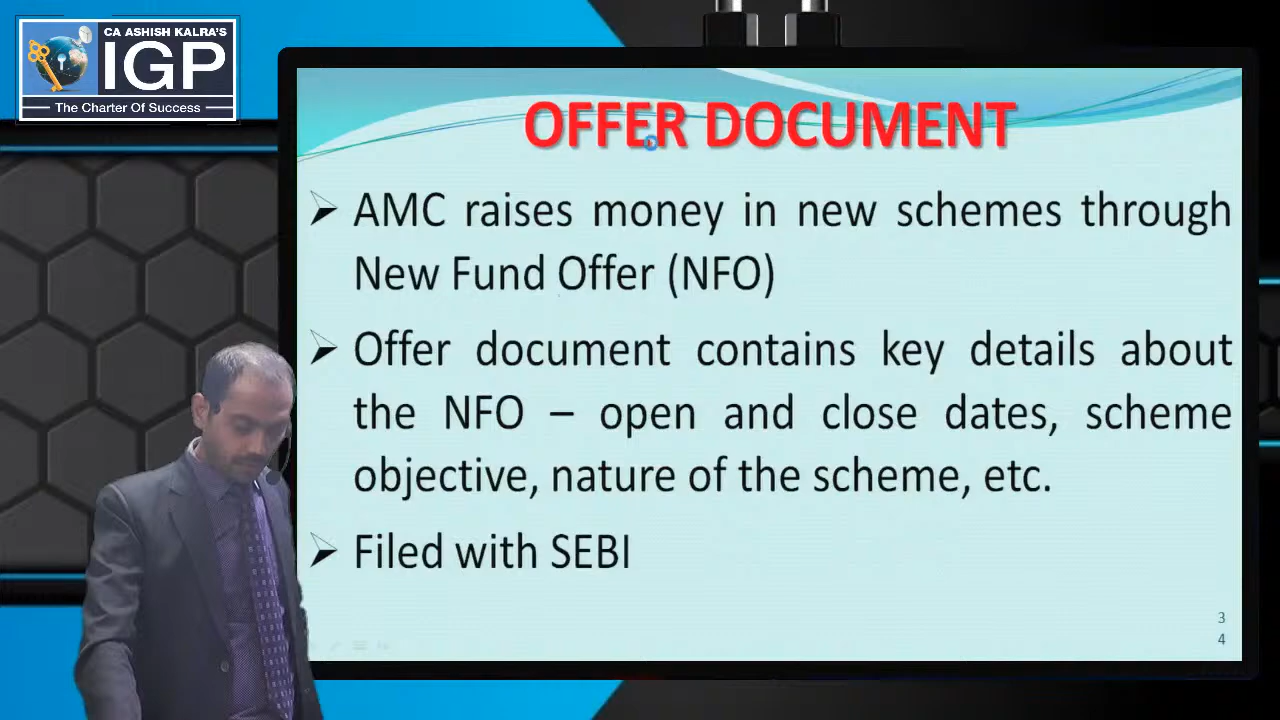 CA ASHISH KALRA'S
IGP
The Charter Of Success
OFFER DOCUMENT
AMC raises money in new schemes through
New Fund Offer (NFO)
Offer document contains key details about
the NFO – open and close dates, scheme
objective, nature of the scheme, etc.
Filed with SEBI
3
4